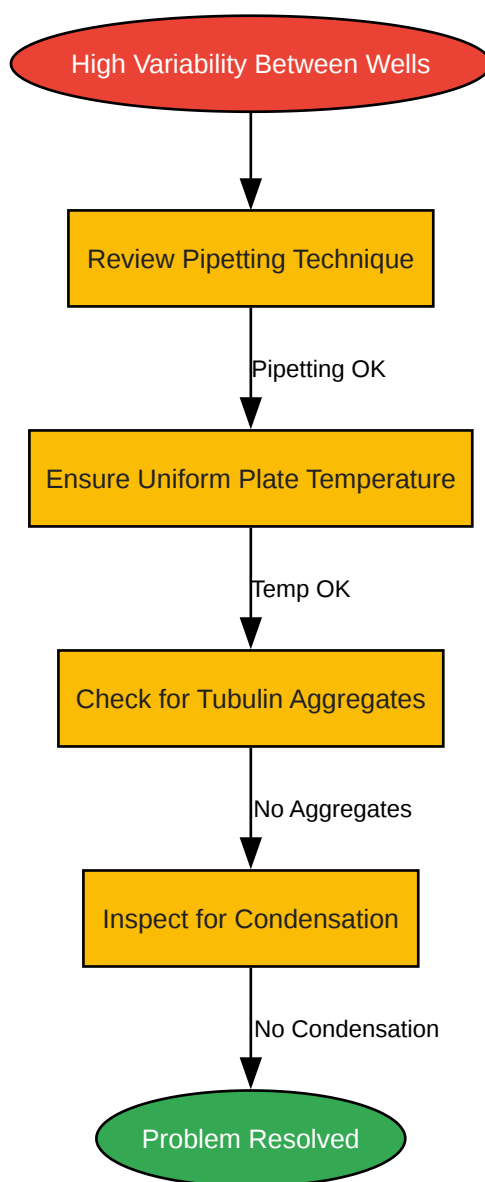 High Variability Between Wells
Review Pipetting Technique
Pipetting OK
Ensure Uniform Plate Temperature
Temp OK
Check for Tubulin Aggregates
No Aggregates
Inspect for Condensation
No Condensation
Problem Resolved